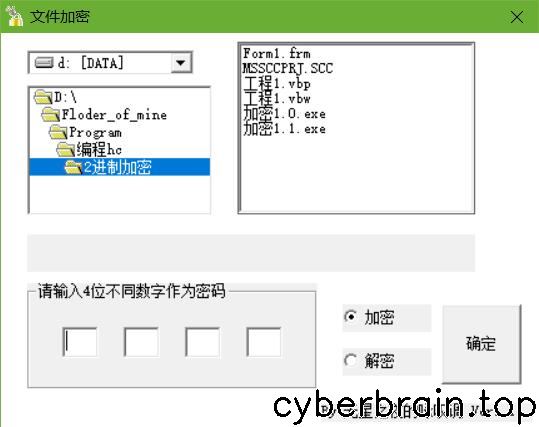 文件加密
d: [DATA]
D:\
Floder_of_mine
Program
编程hc
2进制加密
Form1.frm
MSSCCPRJ.SCC
工程1.vbp
工程1.vbw
加密1.0.exe
加密1.1.exe
请输入4位不同数字作为密码
加密
解密
确定
cyberbrain.top